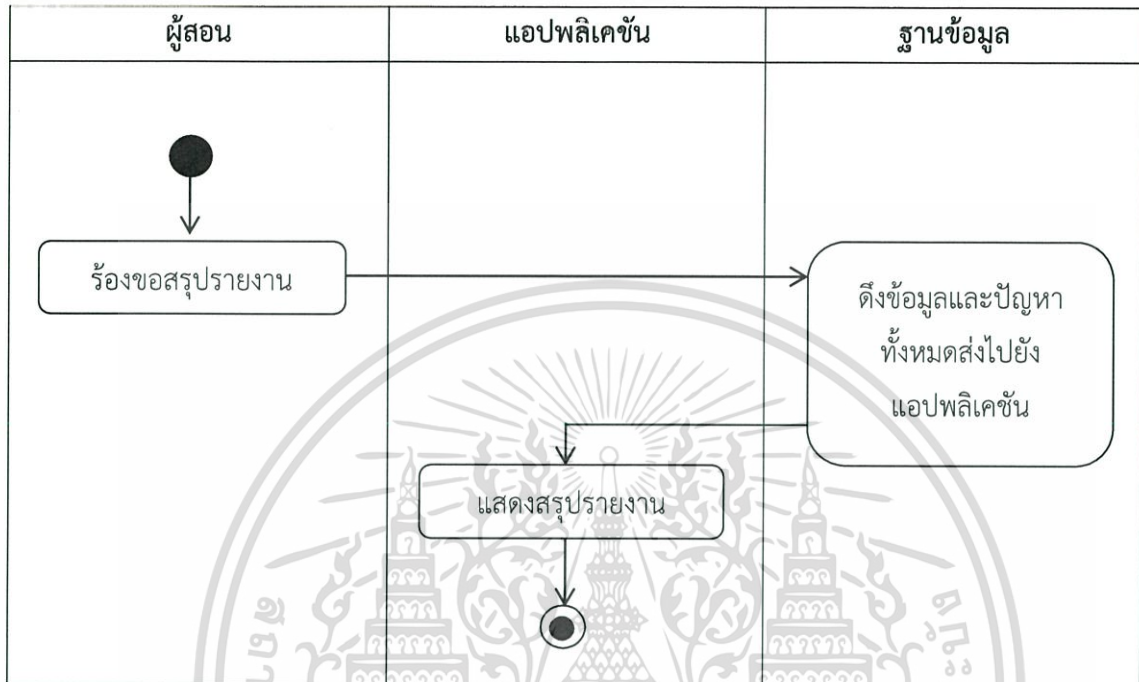 ผู้สอน
แอปพลิเคชัน
ฐานข้อมูล
ร้องขอสรุปรายงาน
ดึงข้อมูลและปัญหา
ทั้งหมดส่งไปยัง
แอปพลิเคชัน
แสดงสรุปรายงาน